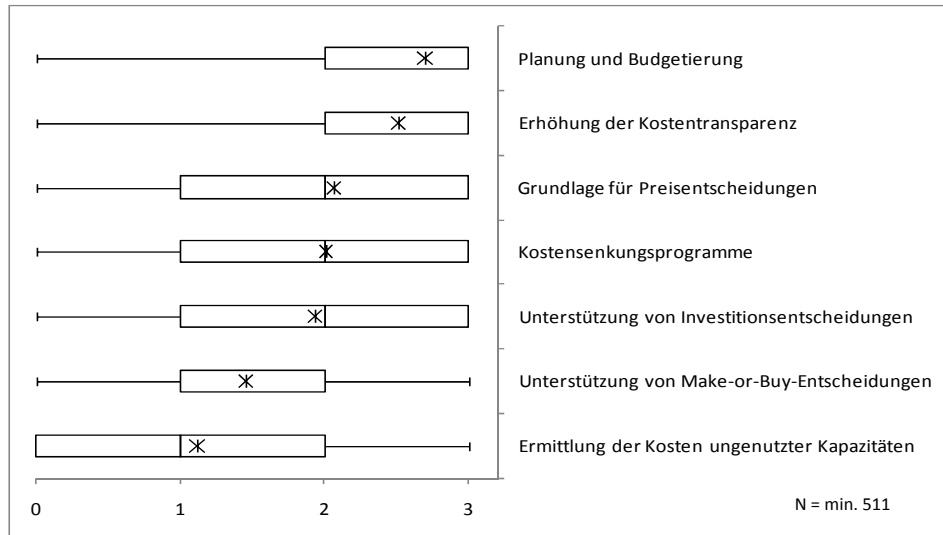 Planung und Budgetierung
Erhöhung der Kostentransparenz
Grundlage für Preisentscheidungen
Kostensenkungsprogramme
Unterstützung von Investitionsentscheidungen
Unterstützung von Make-or-Buy-Entscheidungen
Ermittlung der Kosten ungenutzter Kapazitäten
0 1 2 3
N = min. 511